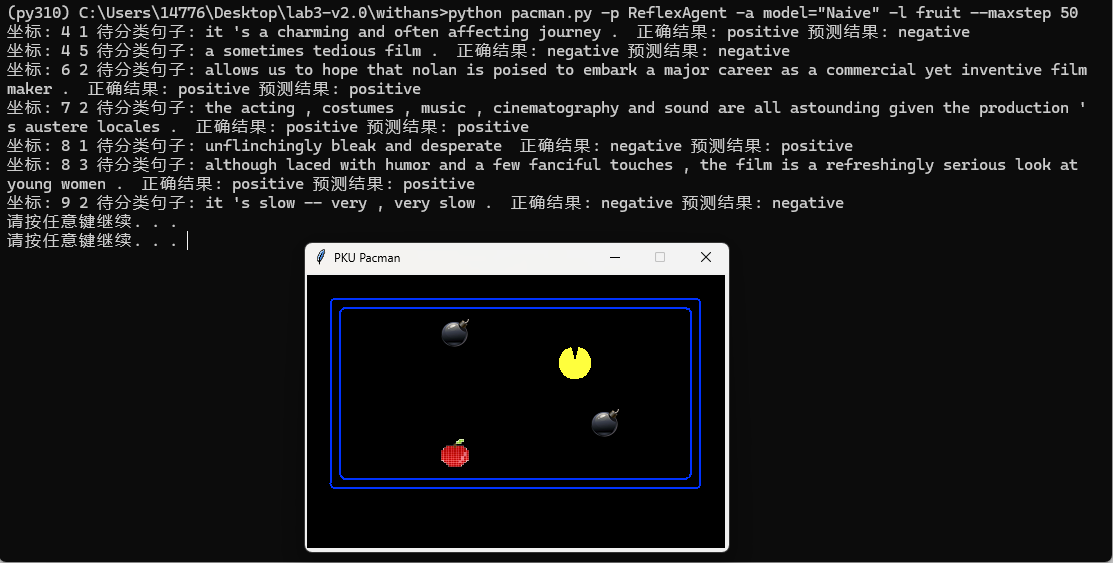 (py310) C:\Users\14776\Desktop\lab3-v2.0\withans>python pacman.py -p ReflexAgent -a model="Naive" -l fruit --maxstep 50
坐标: 4 1 待分类句子: it 's a charming and often affecting journey .  正确结果: positive 预测结果: negative
坐标: 4 5 待分类句子: a sometimes tedious film .  正确结果: negative 预测结果: negative
坐标: 6 2 待分类句子: allows us to hope that nolan is poised to embark a major career as a commercial yet inventive film
maker .  正确结果: positive 预测结果: positive
坐标: 7 2 待分类句子: the acting , costumes , music , cinematography and sound are all astounding given the production '
s austere locales .  正确结果: positive 预测结果: positive
坐标: 8 1 待分类句子: unflinchingly bleak and desperate  正确结果: negative 预测结果: positive
坐标: 8 3 待分类句子: although laced with humor and a few fanciful touches , the film is a refreshingly serious look at
young women .  正确结果: positive 预测结果: positive
坐标: 9 2 待分类句子: it 's slow -- very , very slow .  正确结果: negative 预测结果: negative
请按任意键继续. . .
请按任意键继续. . .
PKU Pacman